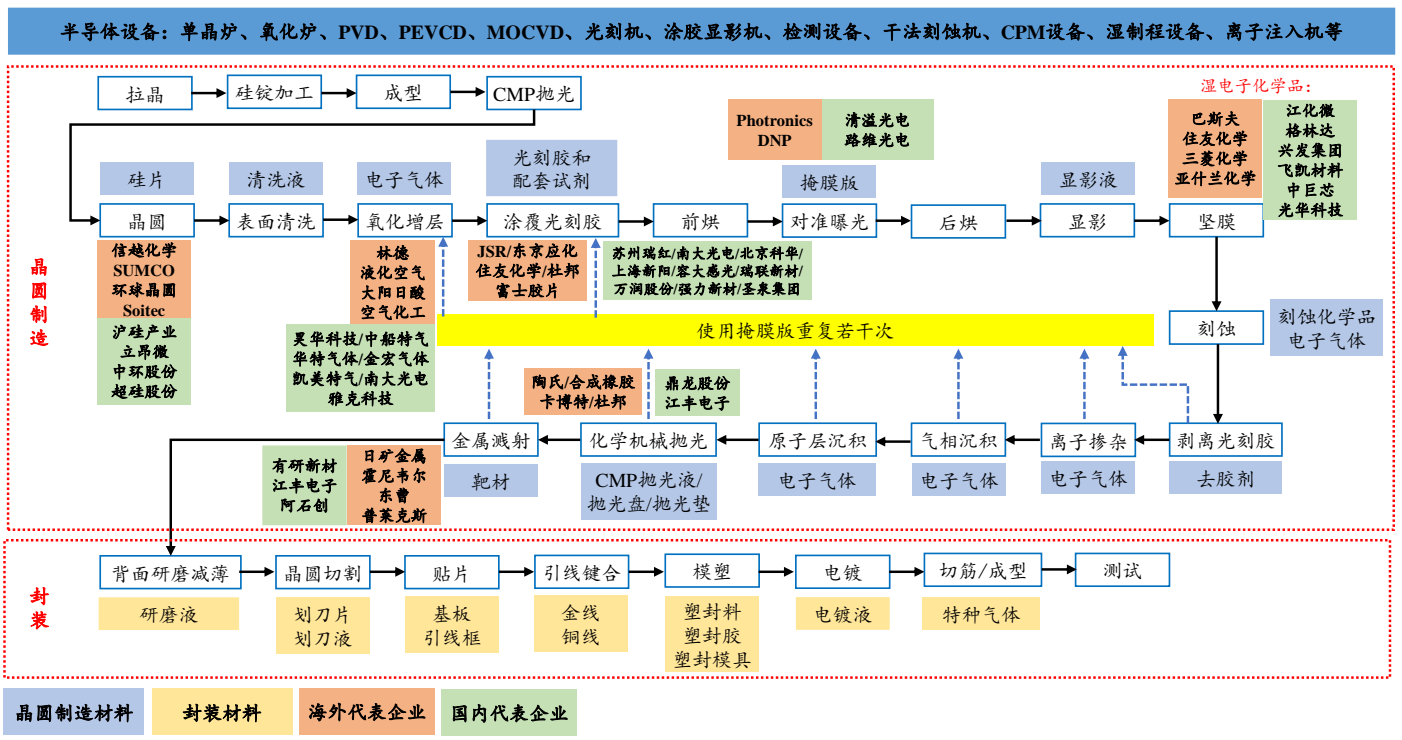 半导体设备：单晶炉、氧化炉、PVD、PEVCD、MOCVD、光刻机、涂胶显影机、检测设备、干法刻蚀机、CPM设备、湿制程设备、离子注入机等
晶圆制造
拉晶
硅锭加工
成型
CMP抛光
湿电子化学品：
Photronics
DNP
清溢光电
路维光电
巴斯夫
住友化学
三菱化学
亚什兰化学
江化微
格林达
兴发集团
飞凯材料
中巨芯
光华科技
硅片
清洗液
电子气体
光刻胶和
配套试剂
掩膜版
显影液
晶圆
表面清洗
氧化增层
涂覆光刻胶
前烘
对准曝光
后烘
显影
坚膜
信越化学
SUMCO
环球晶圆
Soitec
沪硅产业
立昂微
中环股份
超硅股份
林德
液化空气
大阳日酸
空气化工
昊华科技/中船特气
华特气体/金宏气体
凯美特气/南大光电
雅克科技
JSR/东京应化
住友化学/杜邦
富士胶片
苏州瑞红/南大光电/北京科华/
上海新阳/容大感光/瑞联新材/
万润股份/强力新材/圣泉集团
使用掩膜版重复若干次
刻蚀
刻蚀化学品
电子气体
陶氏/合成橡胶
卡博特/杜邦
鼎龙股份
江丰电子
金属溅射
化学机械抛光
原子层沉积
气相沉积
离子掺杂
剥离光刻胶
有研新材
江丰电子
阿石创
日矿金属
霍尼韦尔
东曹
普莱克斯
靶材
CMP抛光液/
抛光盘/抛光垫
电子气体
电子气体
电子气体
去胶剂
封装
背面研磨减薄
晶圆切割
贴片
引线键合
模塑
电镀
切筋/成型
测试
研磨液
划刀片
划刀液
基板
引线框
金线
铜线
塑封料
塑封胶
塑封模具
电镀液
特种气体
晶圆制造材料
封装材料
海外代表企业
国内代表企业